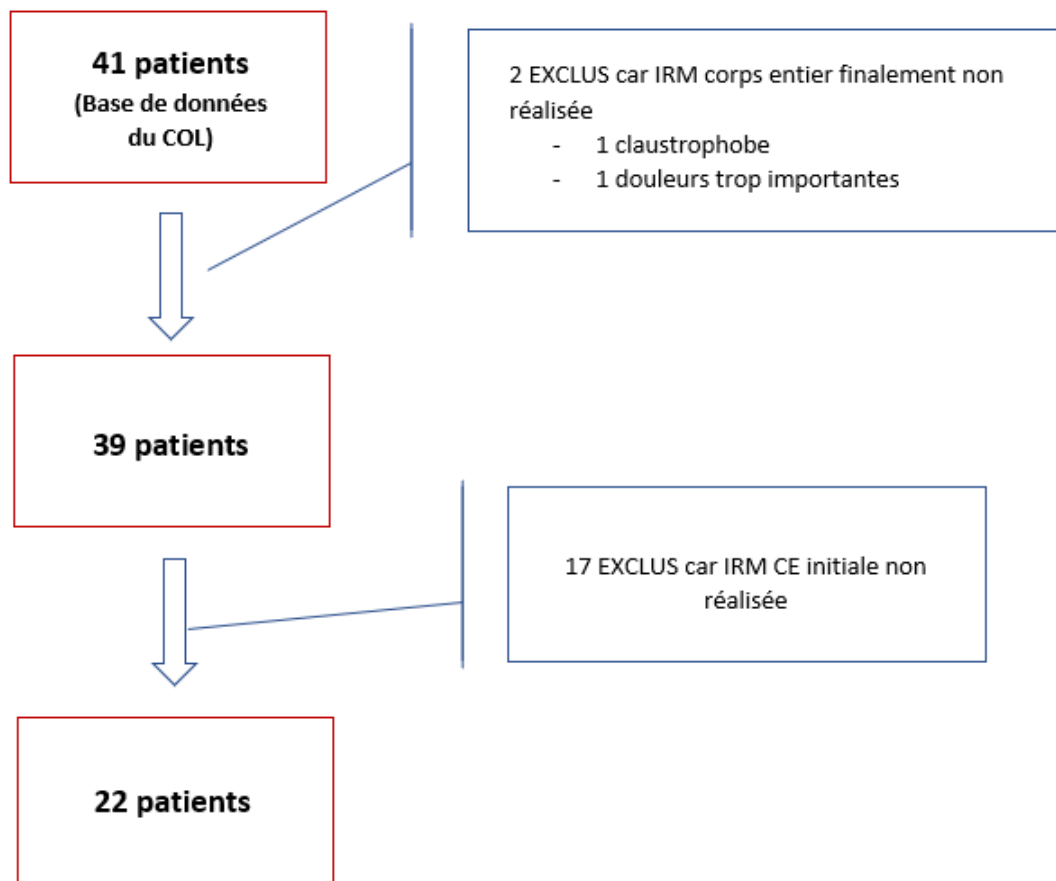 41 patients
(Base de données
du COL)
2 EXCLUS car IRM corps entier finalement non
réalisée
- 1 claustrophobe
- 1 douleurs trop importantes
39 patients
17 EXCLUS car IRM CE initiale non
réalisée
22 patients